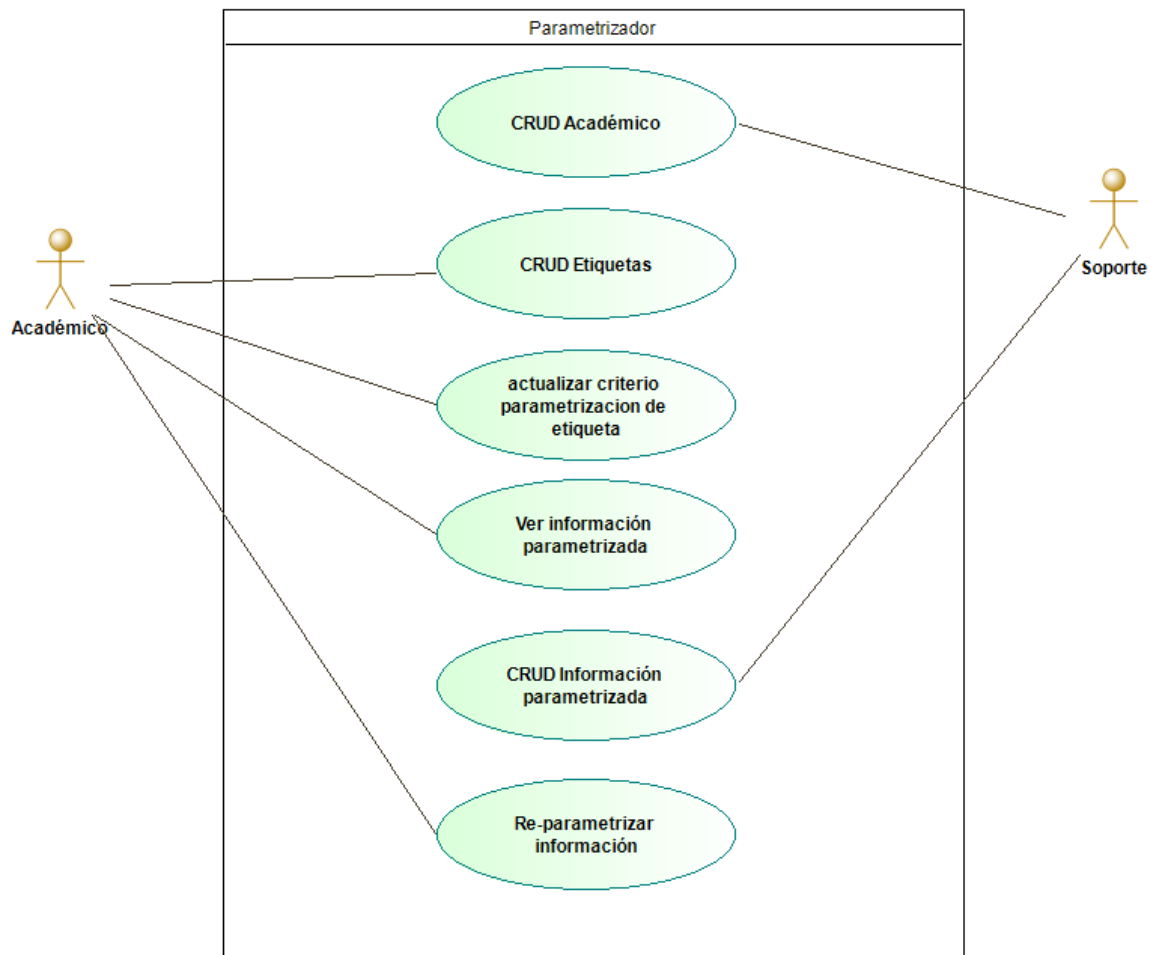 Parametrizador
CRUD Académico
Soporte
CRUD Etiquetas
Académico
actualizar criterio
parametrizacion de
etiqueta
Ver información
parametrizada
CRUD Información
parametrizada
Re-parametrizar
información